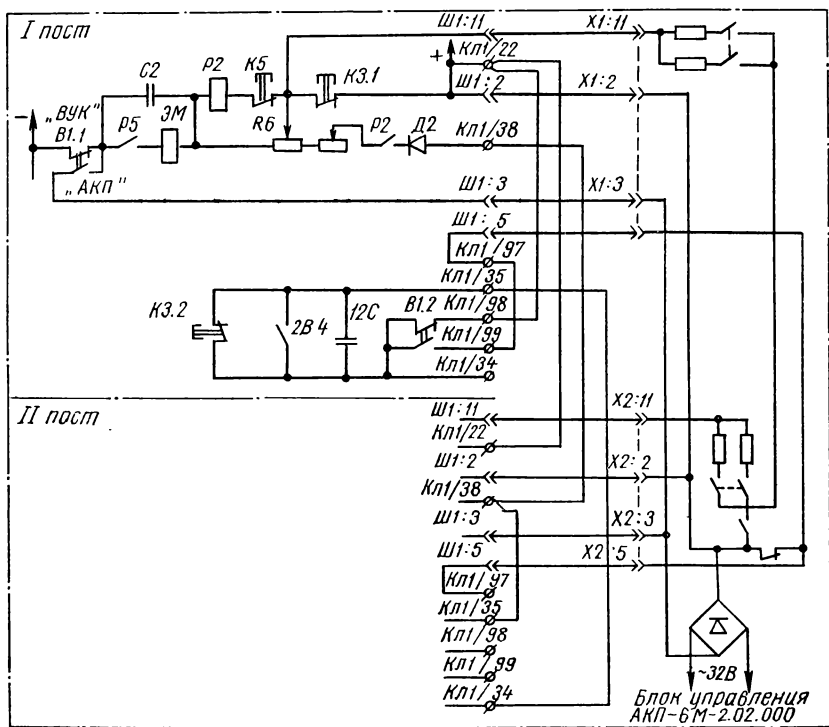 I пост
Ш1:11
X1:11
Кл1/22
+
Ш1:2
X1:2
C2
P2
K5
K3.1
−
„ВУК"
B1.1
P5
ЭМ
R6
P2
Д2
Кл1/38
„АКП"
Ш1:3
X1:3
Ш1:5
Кл1/97
Кл1/35
Кл1/98
K3.2
2В4
12С
B1.2
Кл1/99
Кл1/34
II пост
Ш1:11
X2:11
Кл1/22
Ш1:2
X2:2
Кл1/38
Ш1:3
X2:3
Ш1:5
X2:5
Кл1/97
Кл1/35
Кл1/98
Кл1/99
Кл1/34
~32В
Блок управления
АКП-6М-2.02.000